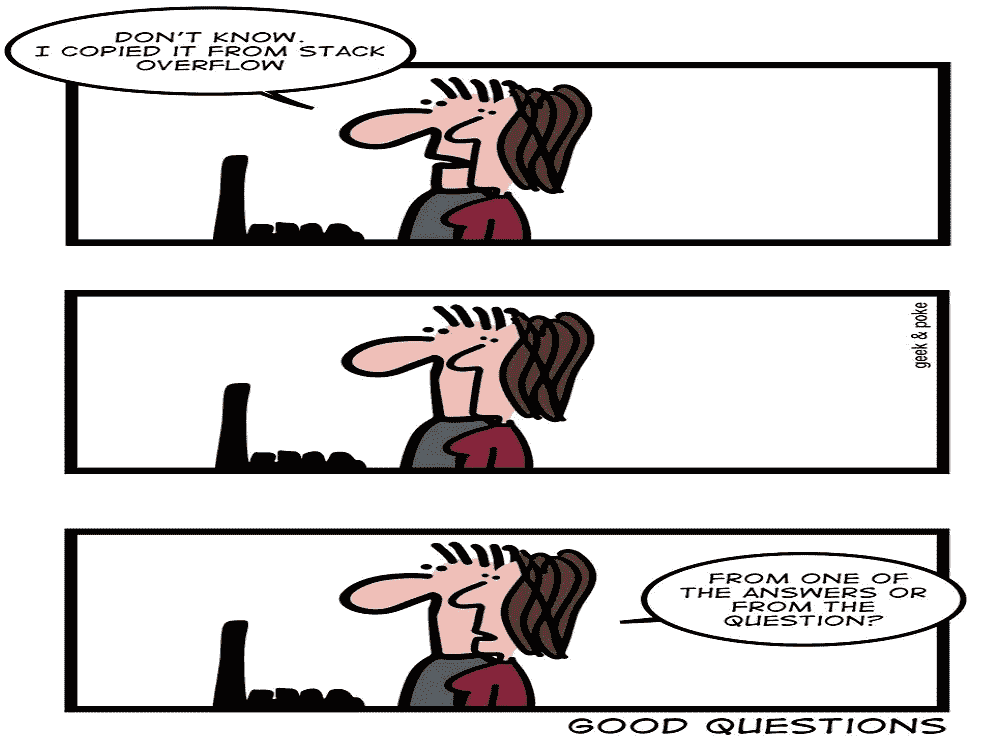 DON'T KNOW.
I COPIED IT FROM STACK
OVERFLOW
geek & poke
FROM ONE OF
THE ANSWERS OR
FROM THE
QUESTION?
GOOD QUESTIONS